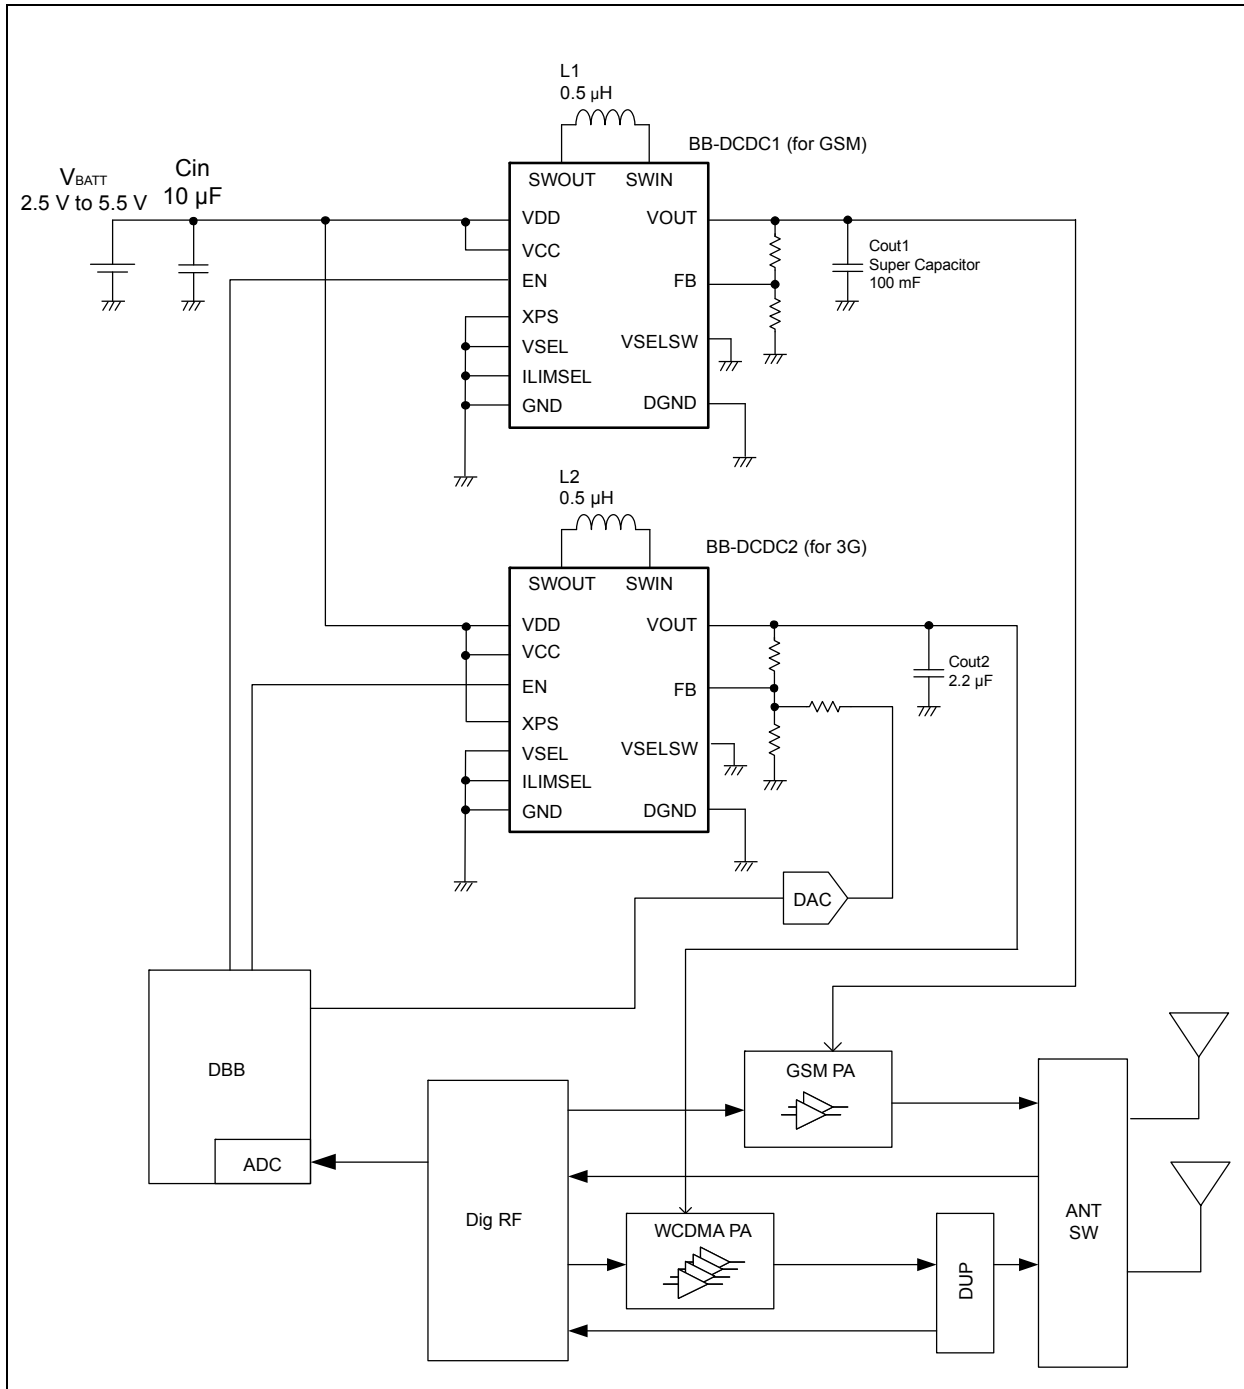 L1
0.5 µH
BB-DCDC1 (for GSM)
VBATT
2.5 V to 5.5 V
Cin
10 µF
SWOUT
SWIN
VDD
VCC
EN
XPS
VSEL
ILIMSEL
GND
VOUT
FB
VSELSW
DGND
Cout1
Super Capacitor
100 mF
L2
0.5 µH
BB-DCDC2 (for 3G)
SWOUT
SWIN
VDD
VCC
EN
XPS
VSEL
ILIMSEL
GND
VOUT
FB
VSELSW
DGND
Cout2
2.2 µF
DAC
DBB
ADC
Dig RF
GSM PA
WCDMA PA
DUP
ANT
SW